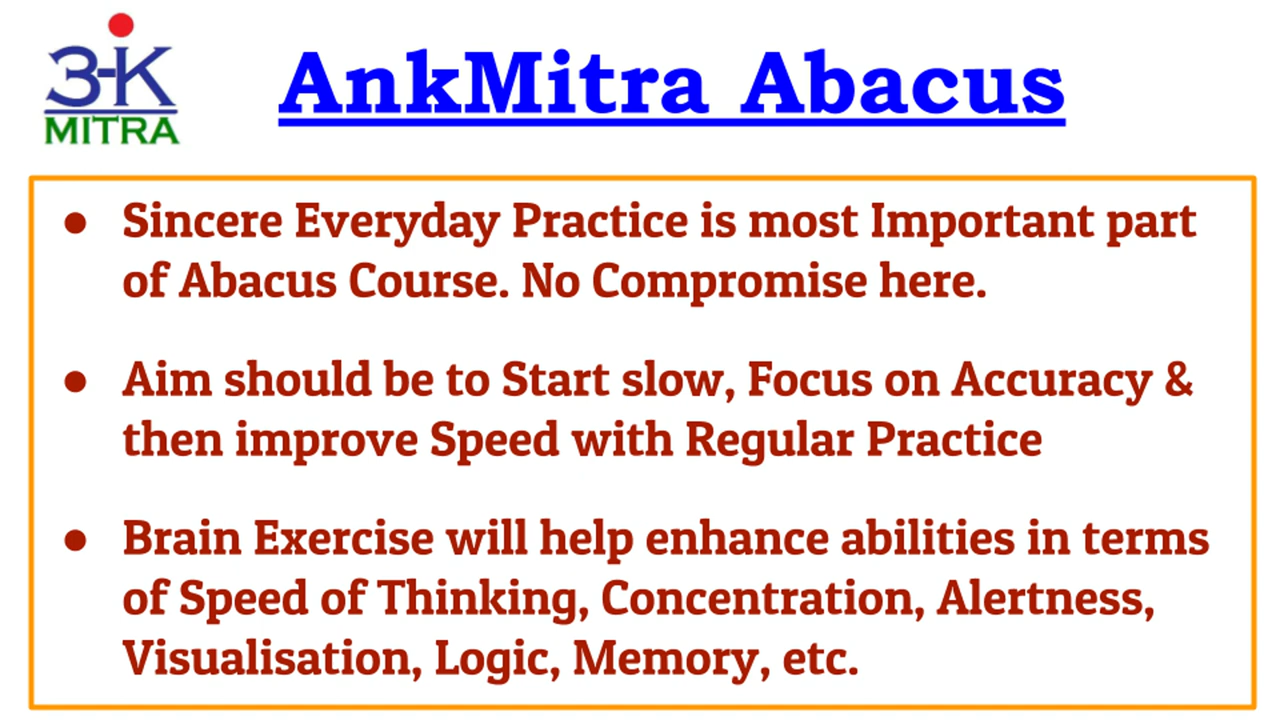 3-K
MITRA
AnkMitra Abacus
● Sincere Everyday Practice is most Important part
of Abacus Course. No Compromise here.
● Aim should be to Start slow, Focus on Accuracy &
then improve Speed with Regular Practice
● Brain Exercise will help enhance abilities in terms
of Speed of Thinking, Concentration, Alertness,
Visualisation, Logic, Memory, etc.